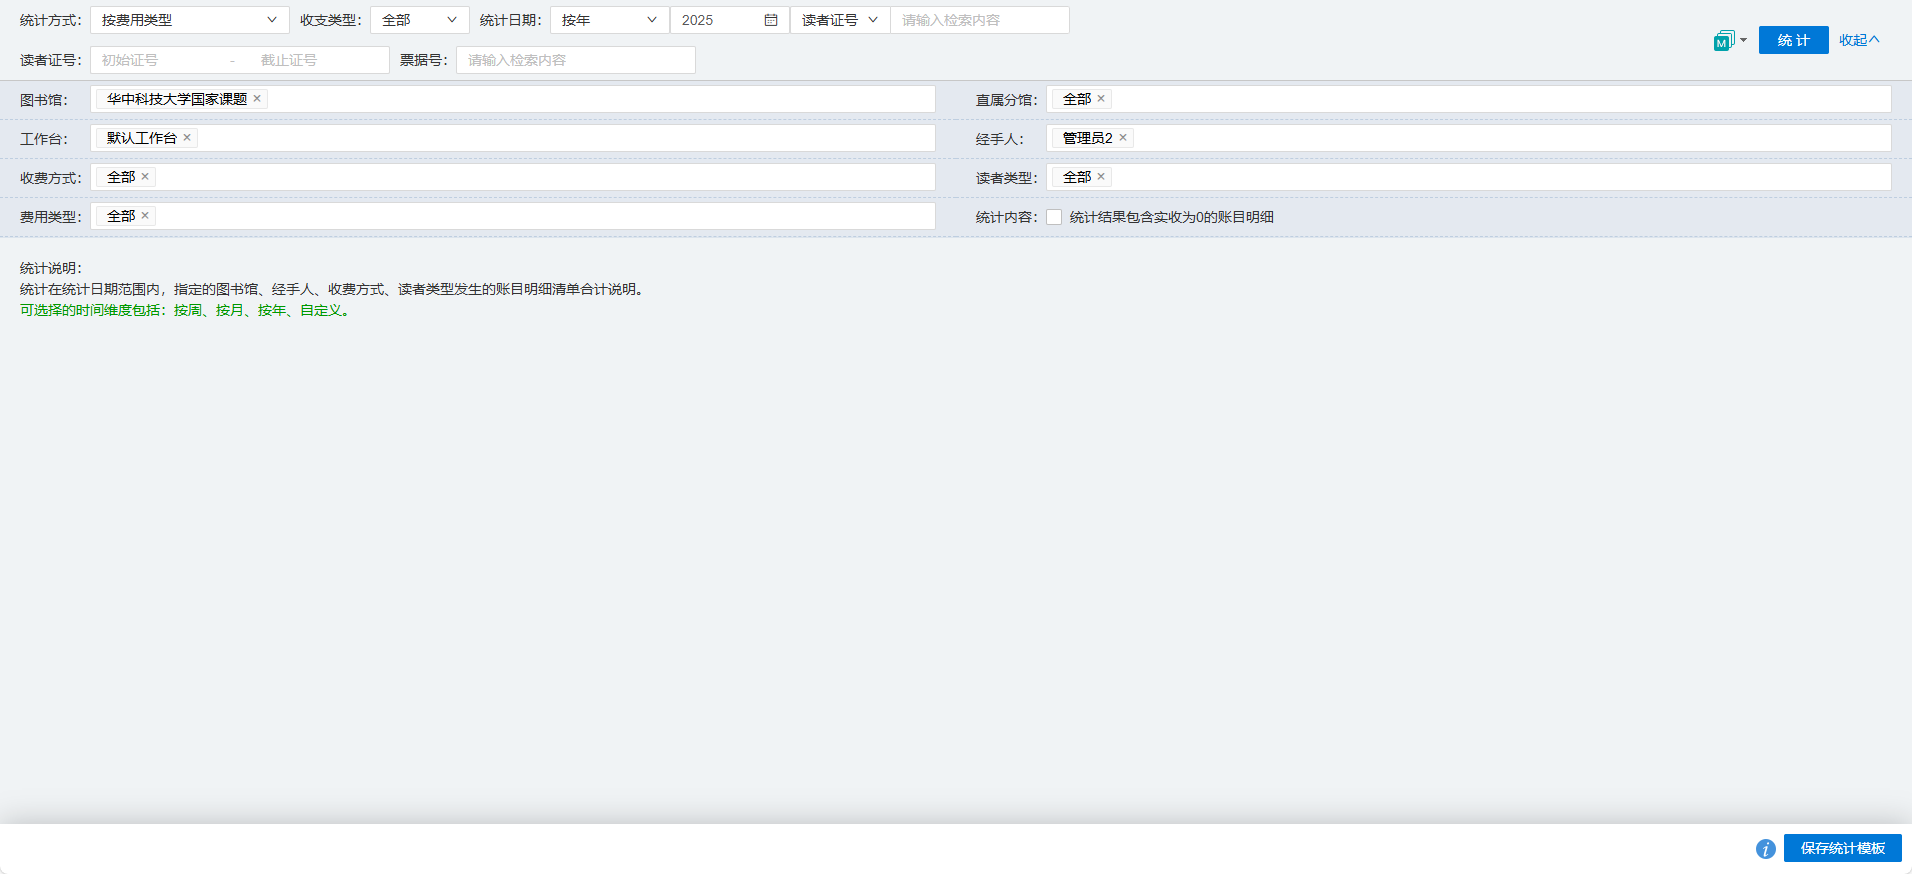 统计方式： 按费用类型 收支类型： 全部 统计日期： 按年 2025 读者证号 请输入检索内容
M 统 计 收起
读者证号： 初始证号 - 截止证号 票据号： 请输入检索内容
图书馆： 华中科技大学国家课题 × 直属分馆： 全部 ×
工作台： 默认工作台 × 经手人： 管理员2 ×
收费方式： 全部 × 读者类型： 全部 ×
费用类型： 全部 × 统计内容： 统计结果包含实收为0的账目明细
统计说明：
统计在统计日期范围内，指定的图书馆、经手人、收费方式、读者类型发生的账目明细清单合计说明。
可选择的时间维度包括：按周、按月、按年、自定义。
i 保存统计模板